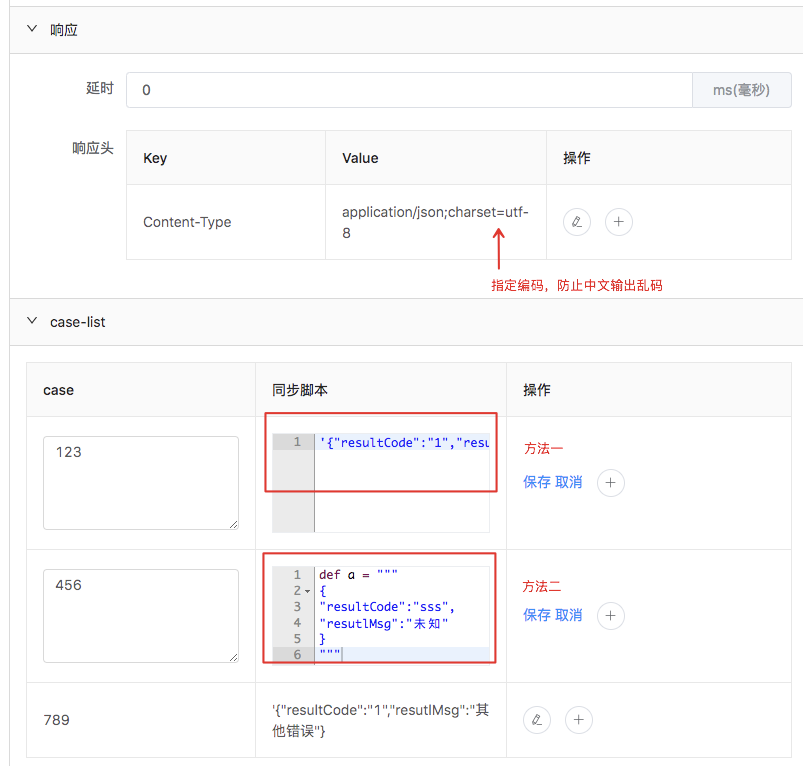 响应
延时
0
ms(毫秒)
响应头
Key
Value
操作
Content-Type
application/json;charset=utf-
8
指定编码，防止中文输出乱码
case-list
case
同步脚本
操作
123
1 '{"resultCode":"1","resu
方法一
保存 取消
456
1 def a = """
2 {
3 "resultCode":"sss",
4 "resutlMsg":"未知"
5 }
6 """
方法二
保存 取消
789
'{"resultCode":"1","resutlMsg":"其
他错误"}